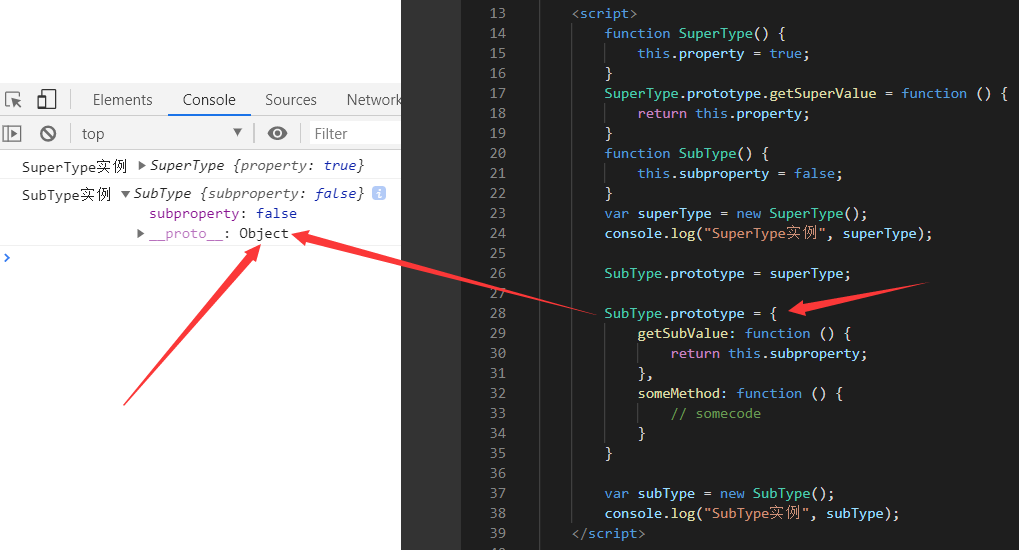 Elements Console Sources Network
top Filter
SuperType实例 SuperType {property: true}
SubType实例 SubType {subproperty: false} i
subproperty: false
__proto__: Object
13 <script>
14 function SuperType() {
15 this.property = true;
16 }
17 SuperType.prototype.getSuperValue = function () {
18 return this.property;
19 }
20 function SubType() {
21 this.subproperty = false;
22 }
23 var superType = new SuperType();
24 console.log("SuperType实例", superType);
25
26 SubType.prototype = superType;
27
28 SubType.prototype = {
29 getSubValue: function () {
30 return this.subproperty;
31 },
32 someMethod: function () {
33 // somecode
34 }
35 }
36
37 var subType = new SubType();
38 console.log("SubType实例", subType);
39 </script>